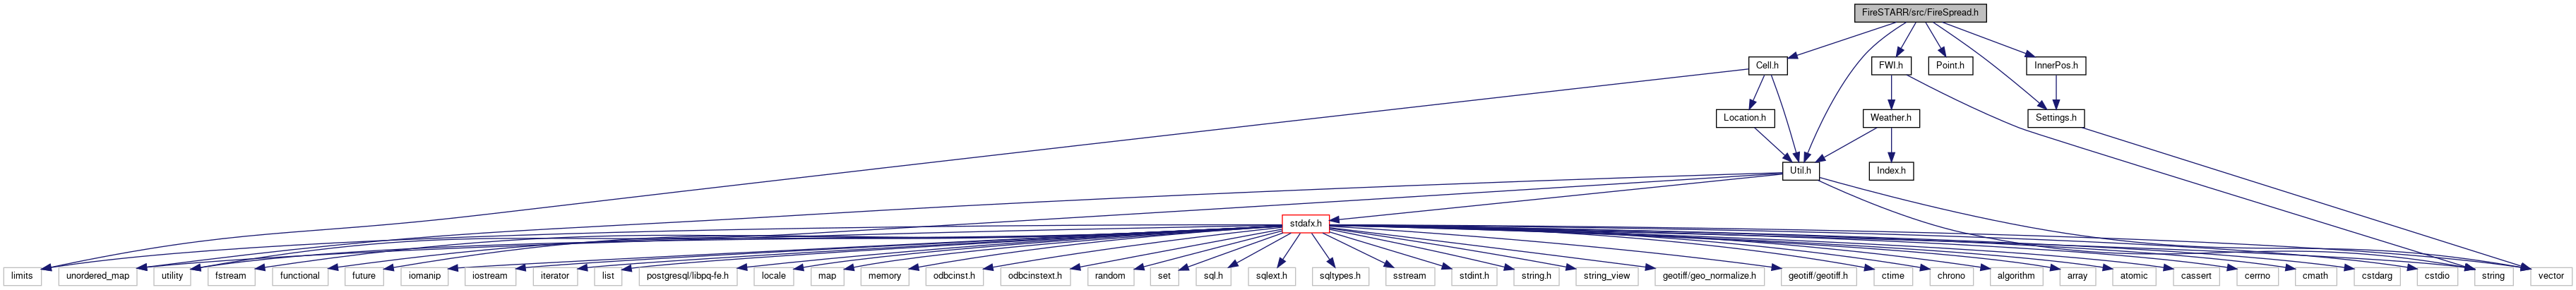 FireSTARR/src/FireSpread.h
Cell.h
FWI.h
Point.h
InnerPos.h
Location.h
Weather.h
Settings.h
Util.h
Index.h
stdafx.h
limits
unordered_map
utility
fstream
functional
future
iomanip
iostream
iterator
list
postgresql/libpq-fe.h
locale
map
memory
odbcinst.h
odbcinstext.h
random
set
sql.h
sqlext.h
sqltypes.h
sstream
stdint.h
string.h
string_view
geotiff/geo_normalize.h
geotiff/geotiff.h
ctime
chrono
algorithm
array
atomic
cassert
cerrno
cmath
cstdarg
cstdio
string
vector